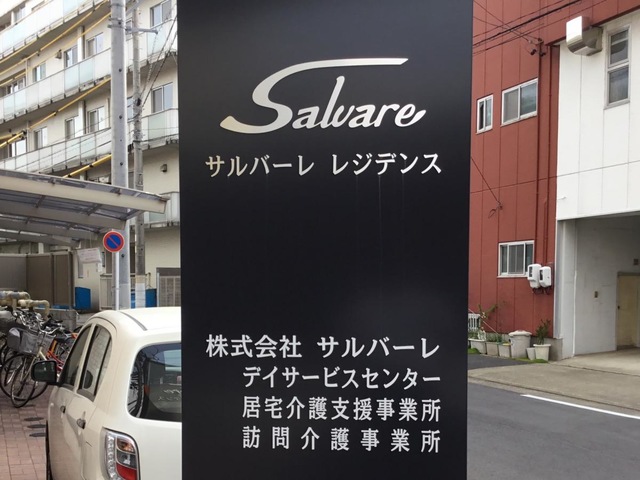 Salvare
サルバーレ レジデンス
株式会社 サルバーレ
デイサービスセンター
居宅介護支援事業所
訪問介護事業所